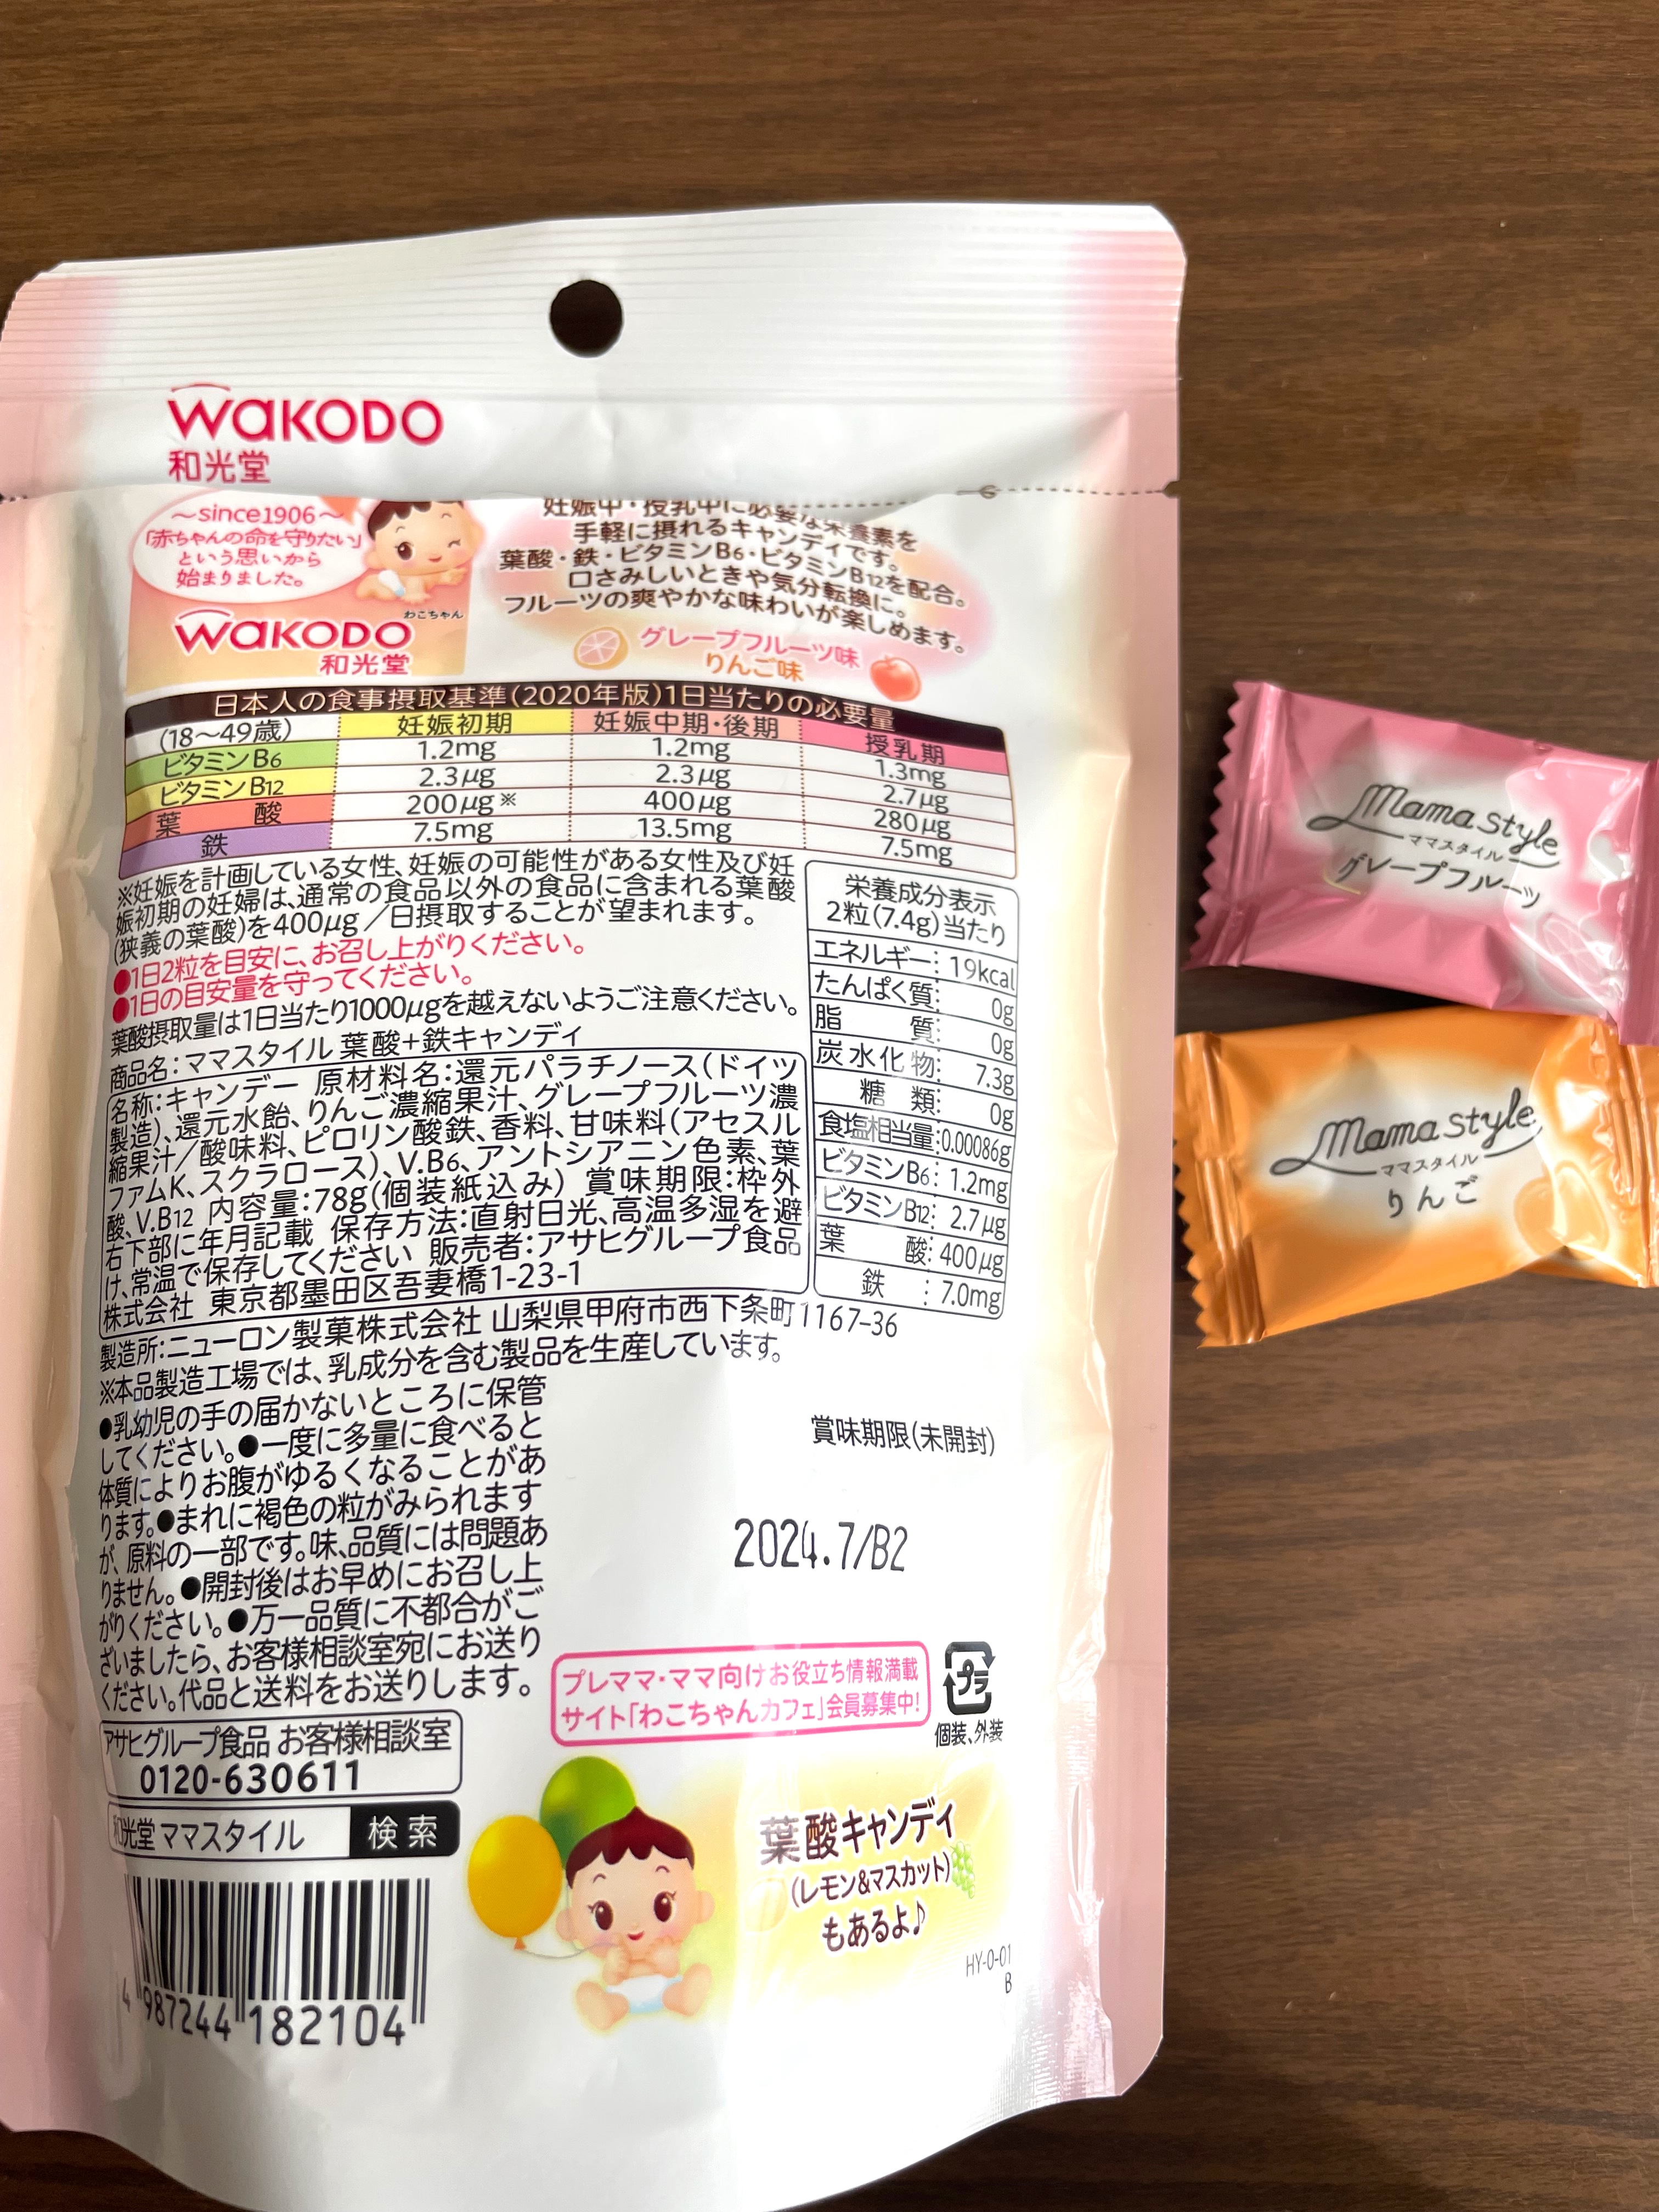 WAKODO
和光堂
～since1906～
「赤ちゃんの命を守りたい」
という思いから
始まりました。
わこちゃん
WAKODO
和光堂
妊娠中・授乳中に必要な栄養素を
手軽に摂れるキャンディです。
葉酸・鉄・ビタミンB6・ビタミンB12を配合。
口さみしいときや気分転換に。
フルーツの爽やかな味わいが楽しめます。
グレープフルーツ味
りんご味
日本人の食事摂取基準（2020年版）1日当たりの必要量
（18～49歳） 妊娠初期 妊娠中期・後期 授乳期
ビタミンB6 1.2mg 1.2mg 1.3mg
ビタミンB12 2.3μg 2.3μg 2.7μg
葉酸 200μg※ 400μg 280μg
鉄 7.5mg 13.5mg 7.5mg
※妊娠を計画している女性、妊娠の可能性がある女性及び妊
娠初期の妊婦は、通常の食品以外の食品に含まれる葉酸
（狭義の葉酸）を400μg／日摂取することが望まれます。
●1日2粒を目安に、お召し上がりください。
●1日の目安量を守ってください。
葉酸摂取量は1日当たり1000μgを越えないようご注意ください。
商品名：ママスタイル 葉酸＋鉄キャンディ
名称：キャンデー 原材料名：還元パラチノース（ドイツ
製造）、還元水飴、りんご濃縮果汁、グレープフルーツ濃
縮果汁／酸味料、ピロリン酸鉄、香料、甘味料（アセスル
ファムK、スクラロース）、V.B6、アントシアニン色素、葉
酸、V.B12 内容量：78g（個装紙込み） 賞味期限：枠外
右下部に年月記載 保存方法：直射日光、高温多湿を避
け、常温で保存してください 販売者：アサヒグループ食品
株式会社 東京都墨田区吾妻橋1-23-1
製造所：ニューロン製菓株式会社 山梨県甲府市西下条町1167-36
※本品製造工場では、乳成分を含む製品を生産しています。
栄養成分表示
2粒（7.4g）当たり
エネルギー：19kcal
たんぱく質：0g
脂質：0g
炭水化物：7.3g
糖類：0g
食塩相当量：0.00086g
ビタミンB6：1.2mg
ビタミンB12：2.7μg
葉酸：400μg
鉄：7.0mg
●乳幼児の手の届かないところに保管
してください。●一度に多量に食べると
体質によりお腹がゆるくなることがあ
ります。●まれに褐色の粒がみられます
が、原料の一部です。味、品質には問題あ
りません。●開封後はお早めにお召し上
がりください。●万一品質に不都合がご
ざいましたら、お客様相談室宛にお送り
ください。代品と送料をお送りします。
賞味期限（未開封）
2024.7/B2
プレママ・ママ向けお役立ち情報満載
サイト「わこちゃんカフェ」会員募集中！
プラ
個装、外装
アサヒグループ食品 お客様相談室
0120-630611
和光堂 ママスタイル 検索
葉酸キャンディ
（レモン&マスカット）
もあるよ♪
HY-0-01
B
4 987244 182104
Mama style
ママスタイル
グレープフルーツ
Mama style
ママスタイル
りんご